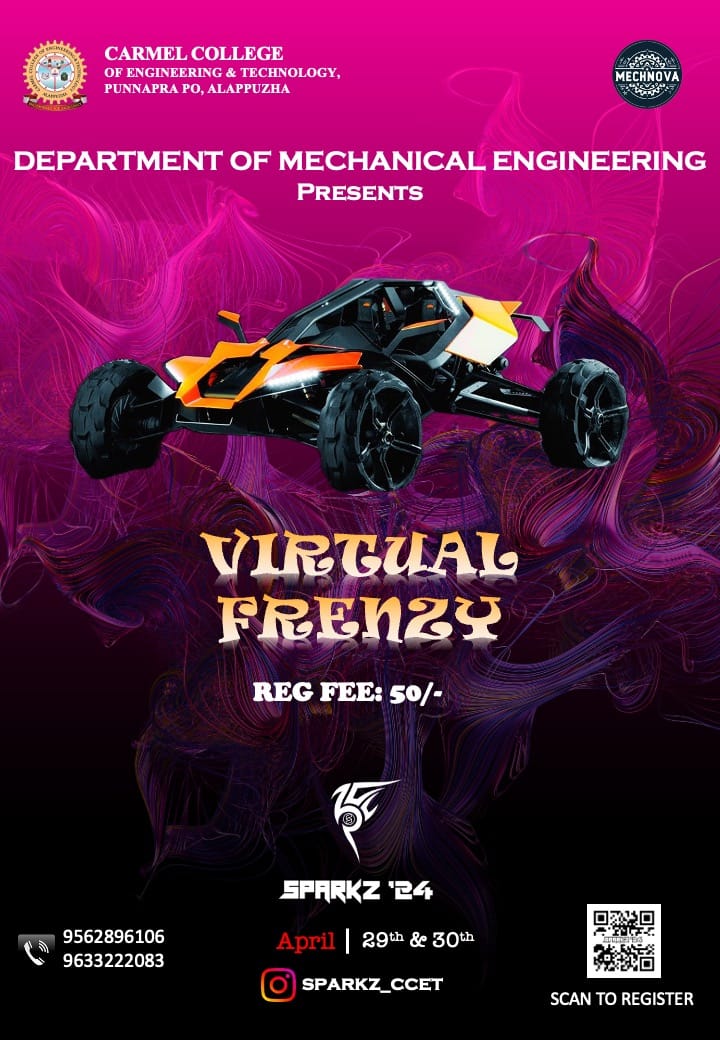 CARMEL COLLEGE
OF ENGINEERING & TECHNOLOGY,
PUNNAPRA PO, ALAPPUZHA
MECHNOVA
DEPARTMENT OF MECHANICAL ENGINEERING
PRESENTS
VIRTUAL
FRENZY
REG FEE: 50/-
SPARKZ '24
April | 29th & 30th
9562896106
9633222083
SPARKZ_CCET
SCAN TO REGISTER